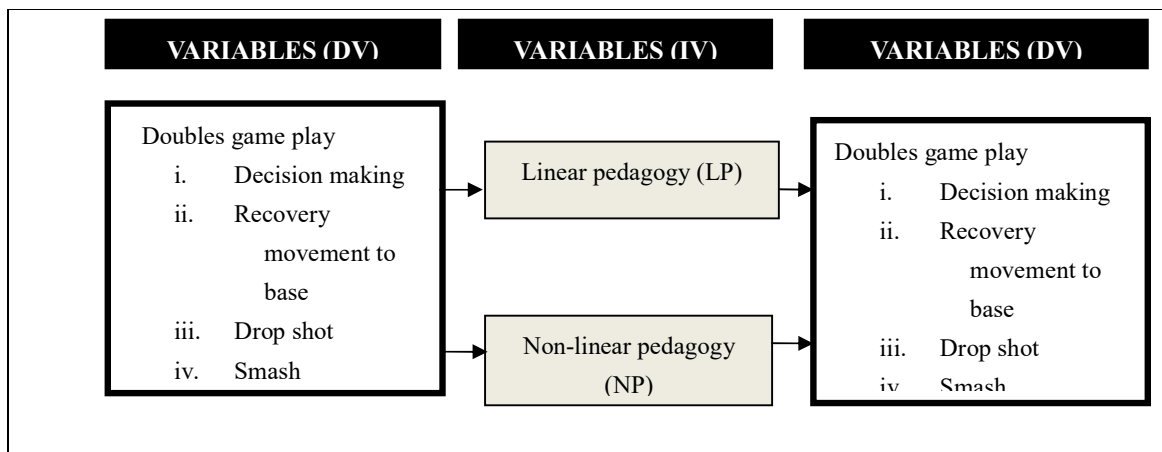 VARIABLES (DV)
VARIABLES (IV)
VARIABLES (DV)
Doubles game play
i. Decision making
ii. Recovery
movement to
base
iii. Drop shot
iv. Smash
Linear pedagogy (LP)
Non-linear pedagogy
(NP)
Doubles game play
i. Decision making
ii. Recovery
movement to
base
iii. Drop shot
iv. Smash